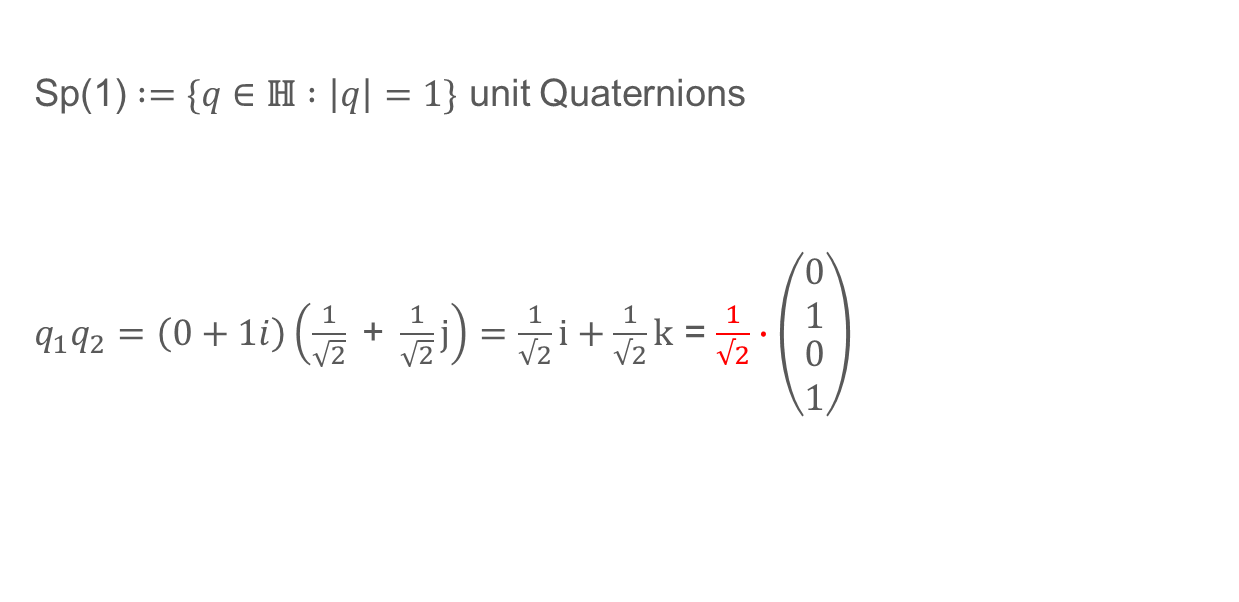 Sp(1) := {𝑞 ∈ ℍ : |𝑞| = 1} unit Quaternions
𝑞₁𝑞₂ = (0 + 1𝑖) (1/√2 + 1/√2 j) = 1/√2 i + 1/√2 k = 1/√2 · (0 1 0 1)